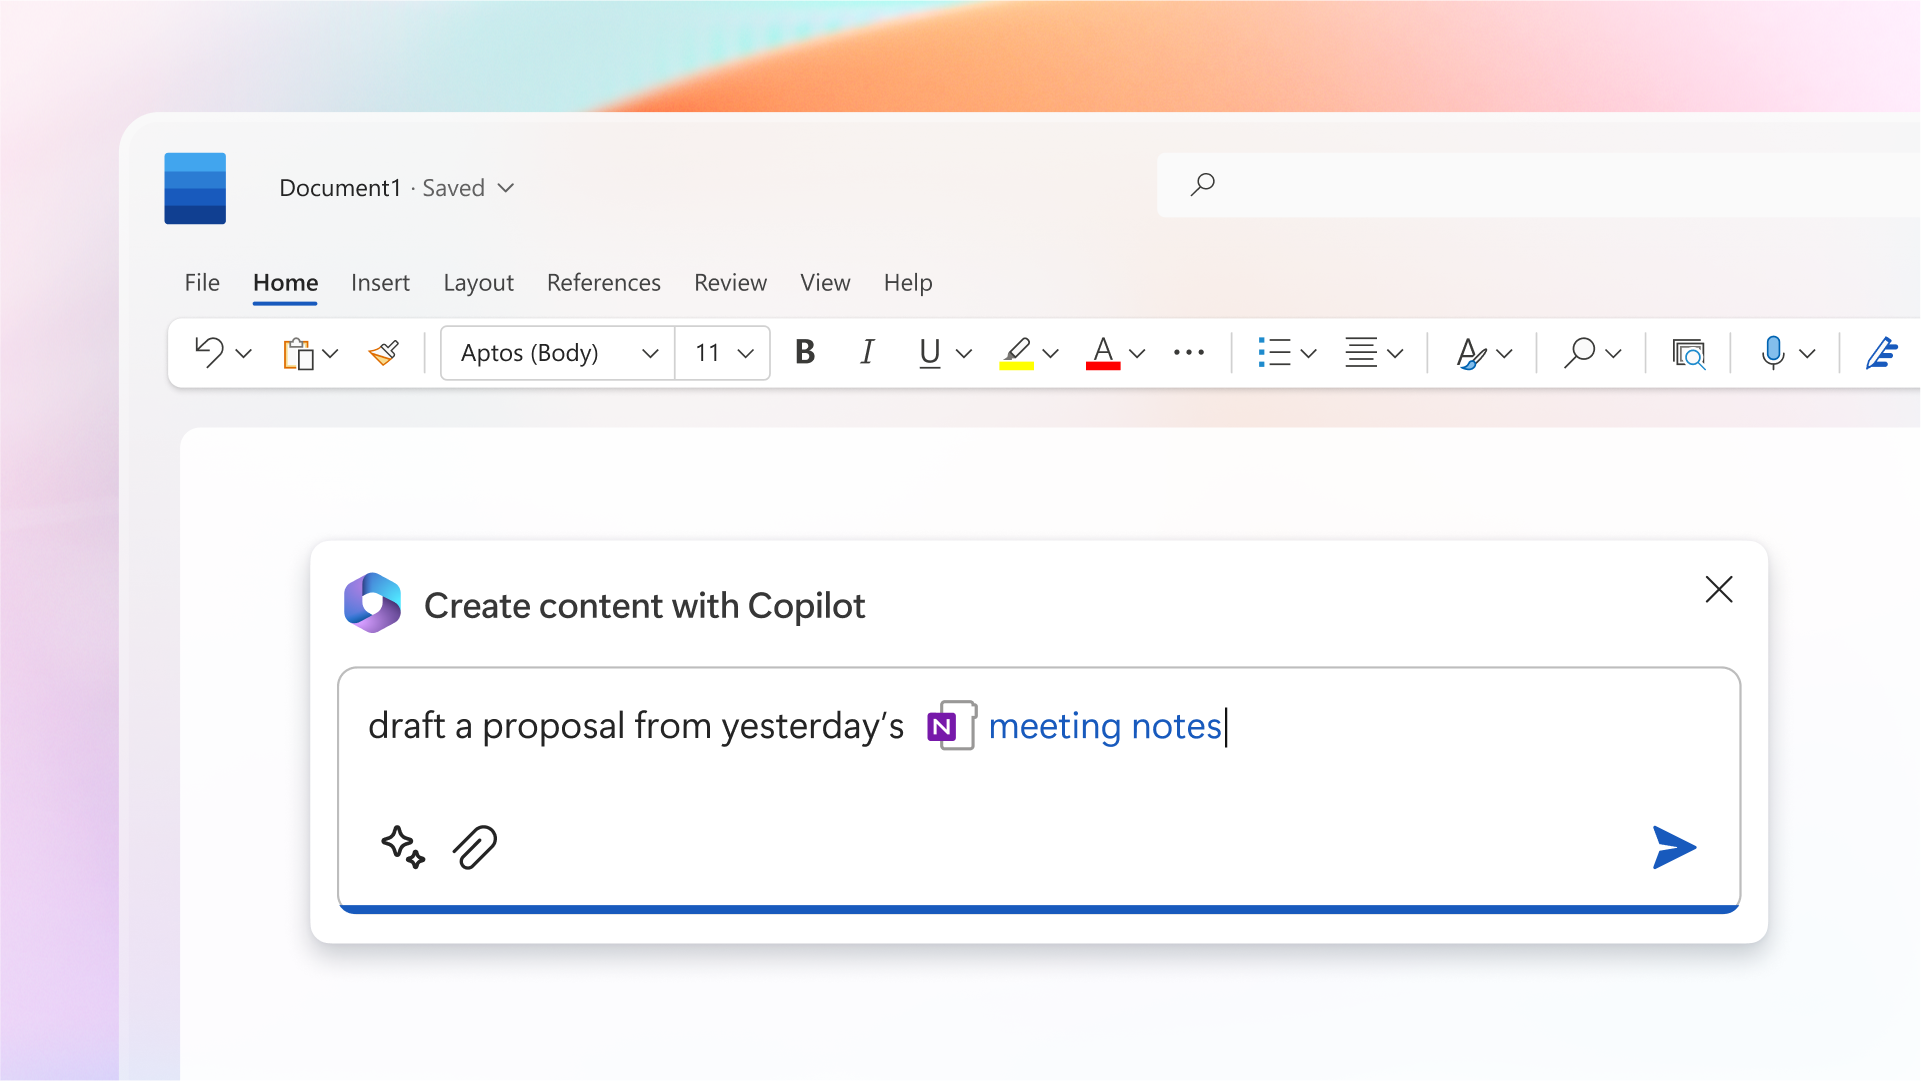 Document1 · Saved
File Home Insert Layout References Review View Help
Aptos (Body) 11 B I U A
Create content with Copilot
draft a proposal from yesterday’s N meeting notes